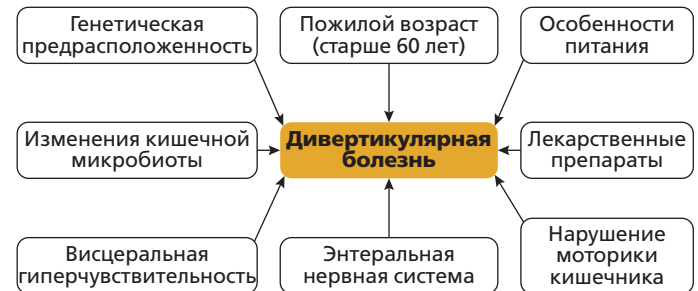 Генетическая
предрасположенность
Пожилой возраст
(старше 60 лет)
Особенности
питания
Изменения кишечной
микробиоты
Дивертикулярная
болезнь
Лекарственные
препараты
Висцеральная
гиперчувствительность
Энтеральная
нервная система
Нарушение
моторики
кишечника